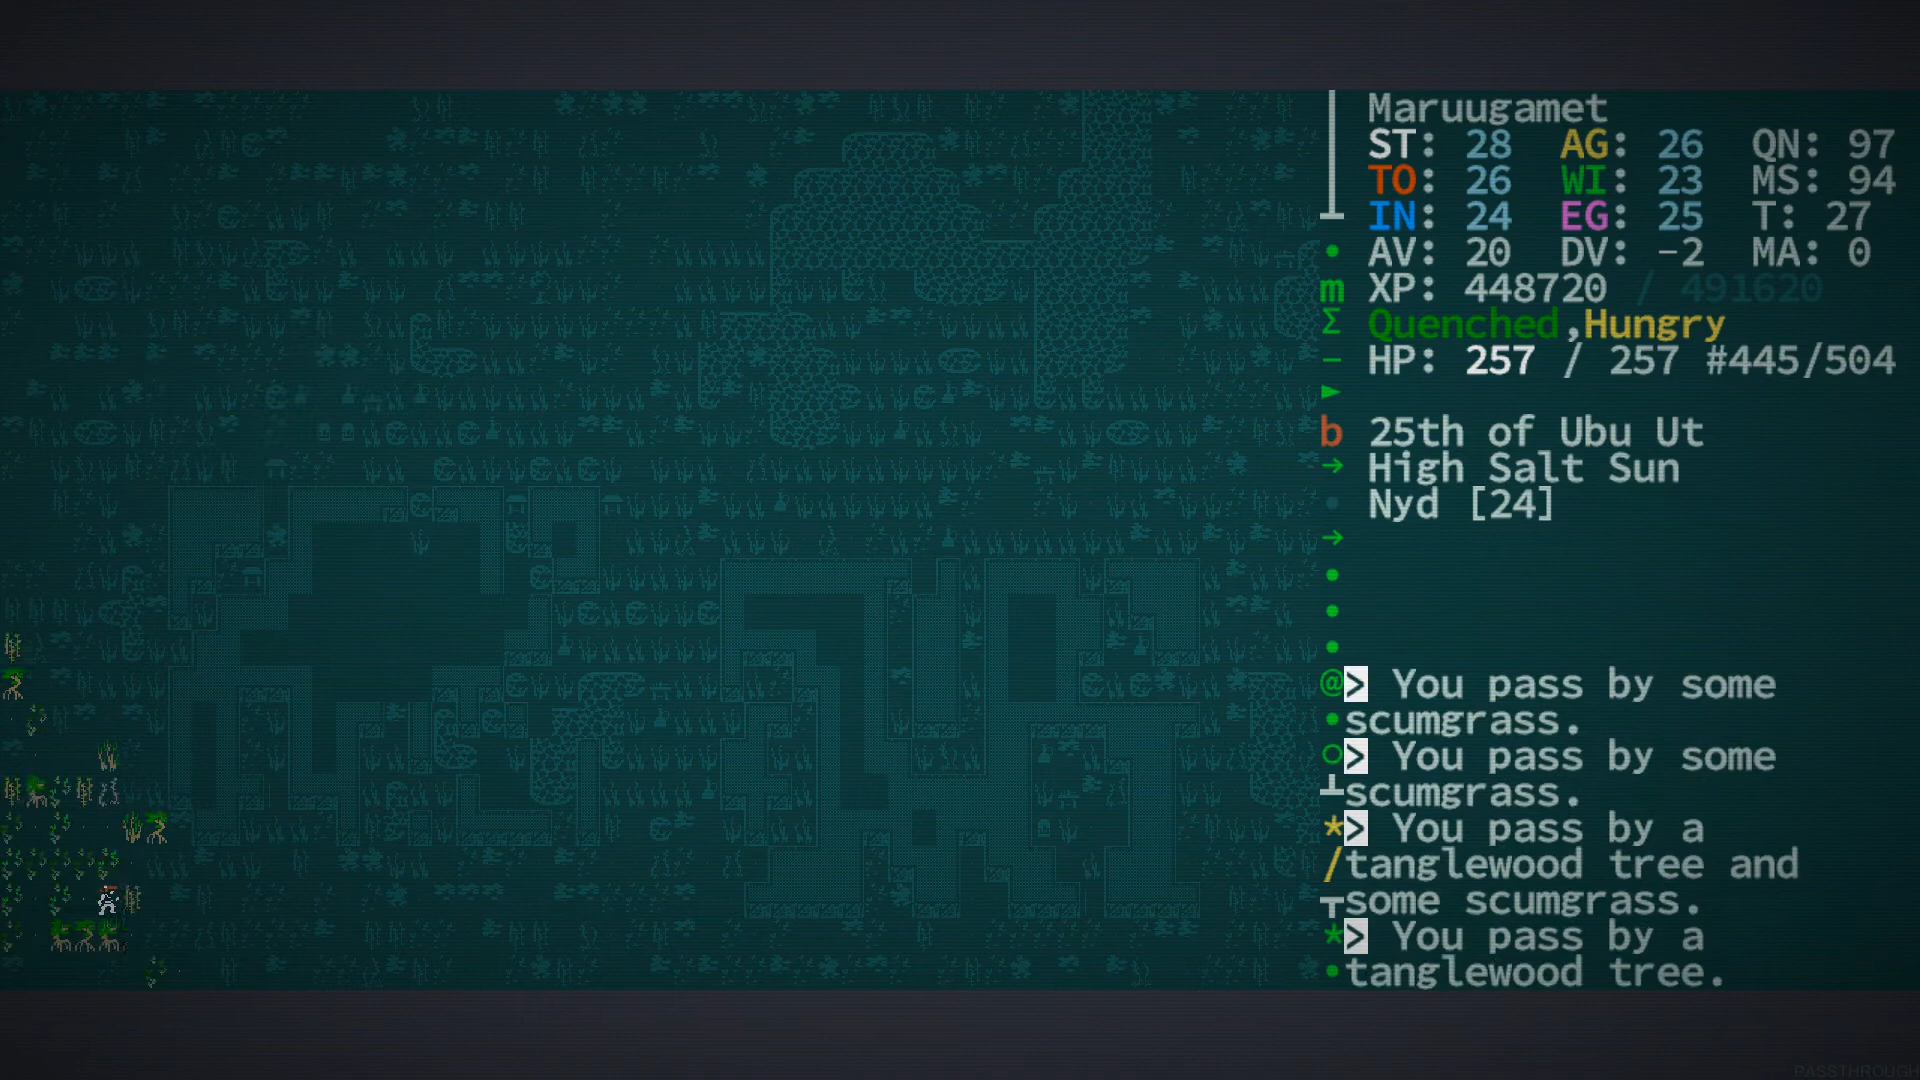 Maruugamet
ST: 28 AG: 26 QN: 97
TO: 26 WI: 23 MS: 94
IN: 24 EG: 25 T: 27
AV: 20 DV: -2 MA: 0
m XP: 448720 / 491620
Σ Quenched,Hungry
HP: 257 / 257 #445/504
b 25th of Ubu Ut
High Salt Sun
Nyd [24]
@> You pass by some
scumgrass.
> You pass by some
scumgrass.
*> You pass by a
/tanglewood tree and
some scumgrass.
*> You pass by a
tanglewood tree.
PASSTHROUGH